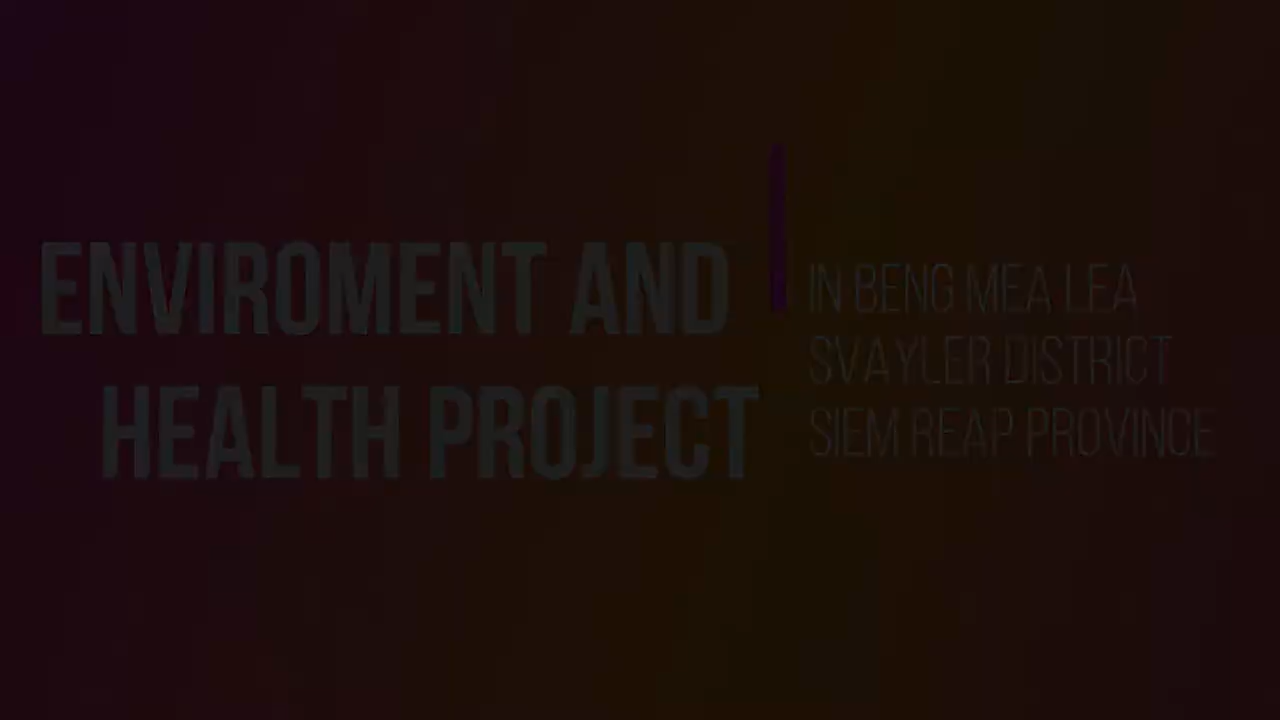 ENVIROMENT AND
HEALTH PROJECT
IN BENG MEA LEA
SVAYLER DISTRICT
SIEM REAP PROVINCE